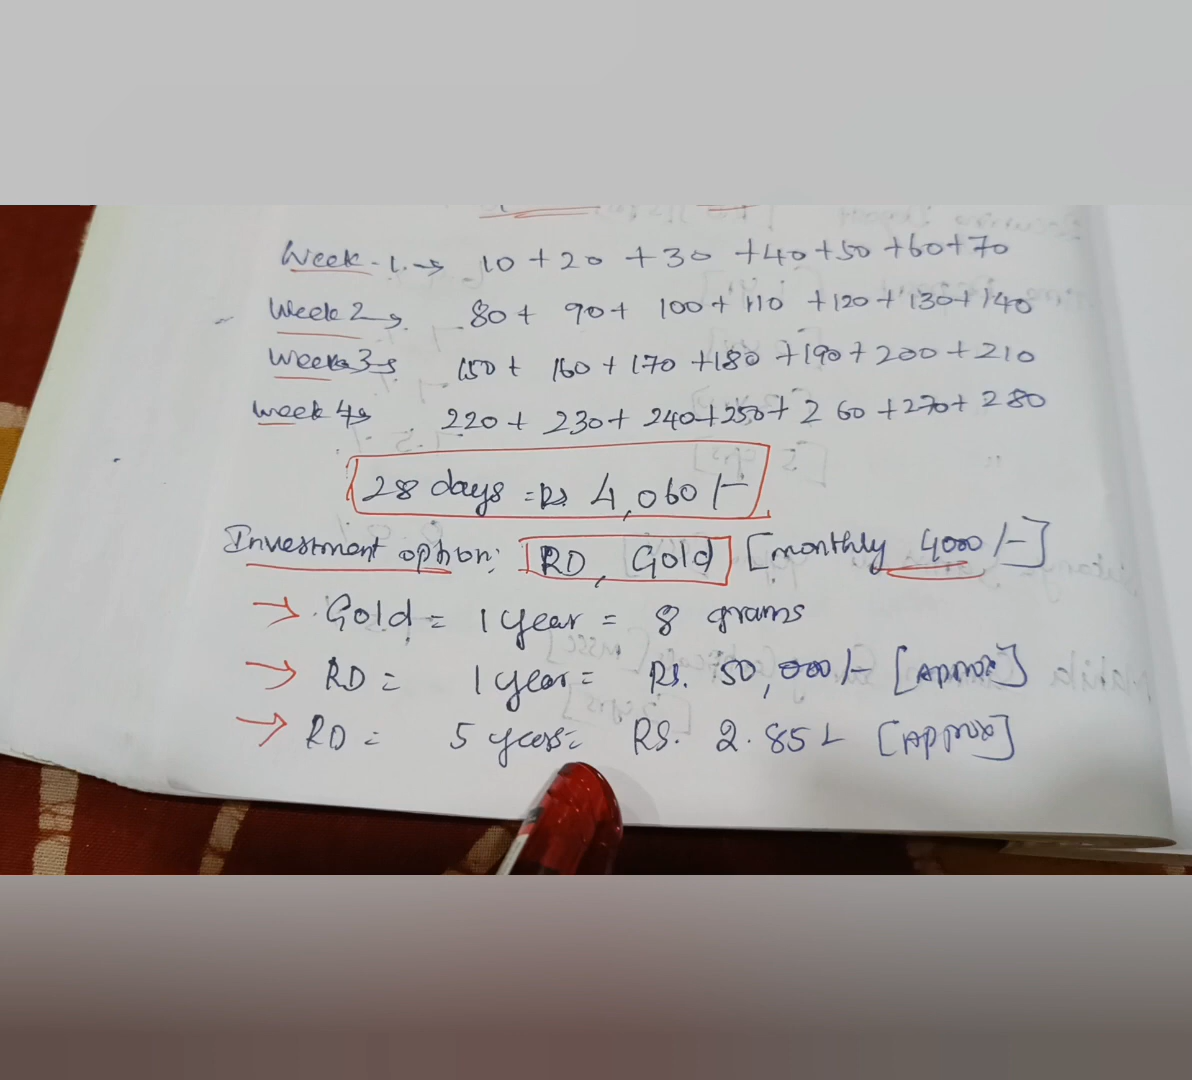 Week-1.→ 10+20+30+40+50+60+70
Week 2→ 80+90+100+110+120+130+140
Week 3→ 150+160+170+180+190+200+210
Week 4→ 220+230+240+250+260+270+280
28 days = Rs. 4,060/-
Investment option: RD, Gold [monthly 4000/-]
→ Gold = 1 year = 8 grams
→ RD = 1 year = Rs. 50,000/- [Approx]
→ RD = 5 years = RS. 2.85 L [Approx]